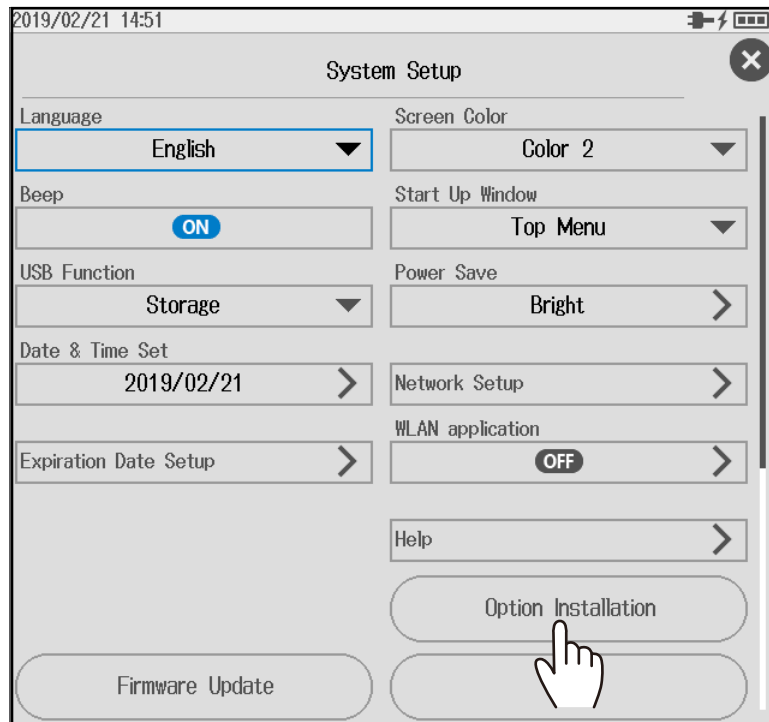 2019/02/21 14:51
System Setup
Language
English
Screen Color
Color 2
Beep
ON
Start Up Window
Top Menu
USB Function
Storage
Power Save
Bright
Date & Time Set
2019/02/21
Network Setup
WLAN application
OFF
Expiration Date Setup
Help
Option Installation
Firmware Update